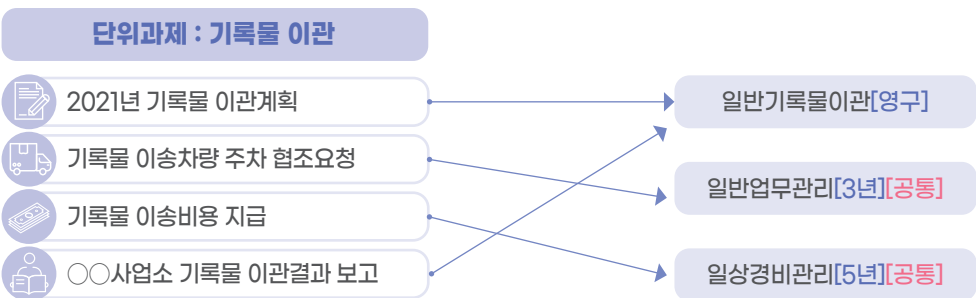 단위과제 : 기록물 이관
2021년 기록물 이관계획
기록물 이송차량 주차 협조요청
기록물 이송비용 지급
○○사업소 기록물 이관결과 보고
일반기록물이관[영구]
일반업무관리[3년][공통]
일상경비관리[5년][공통]